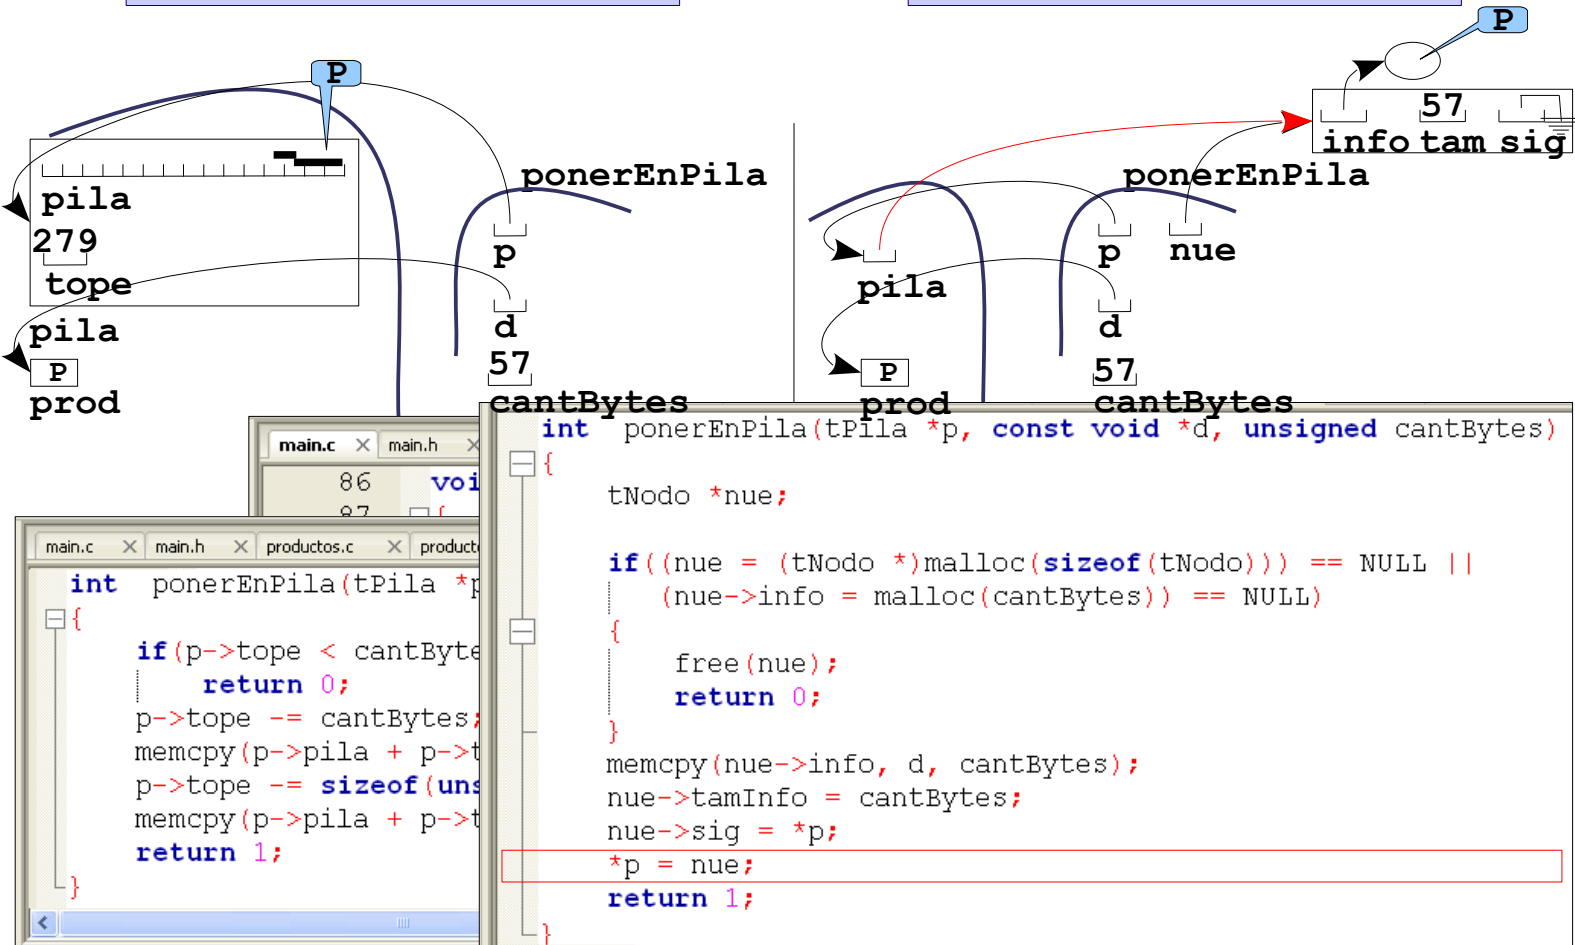 P
pila
279
tope
pila
P
prod
ponerEnPila
p
d
57
cantBytes
P
57
info tam sig
ponerEnPila
p
nue
pila
d
P
prod
57
cantBytes
main.c
main.h
86
voi
87
{
main.c
main.h
productos.c
product
int ponerEnPila(tPila *p
{
if(p->tope < cantByte
return 0;
p->tope -= cantBytes;
memcpy(p->pila + p->t
p->tope -= sizeof(uns
memcpy(p->pila + p->t
return 1;
}
int ponerEnPila(tPila *p, const void *d, unsigned cantBytes)
{
tNodo *nue;
if((nue = (tNodo *)malloc(sizeof(tNodo))) == NULL ||
(nue->info = malloc(cantBytes)) == NULL)
{
free(nue);
return 0;
}
memcpy(nue->info, d, cantBytes);
nue->tamInfo = cantBytes;
nue->sig = *p;
*p = nue;
return 1;
}